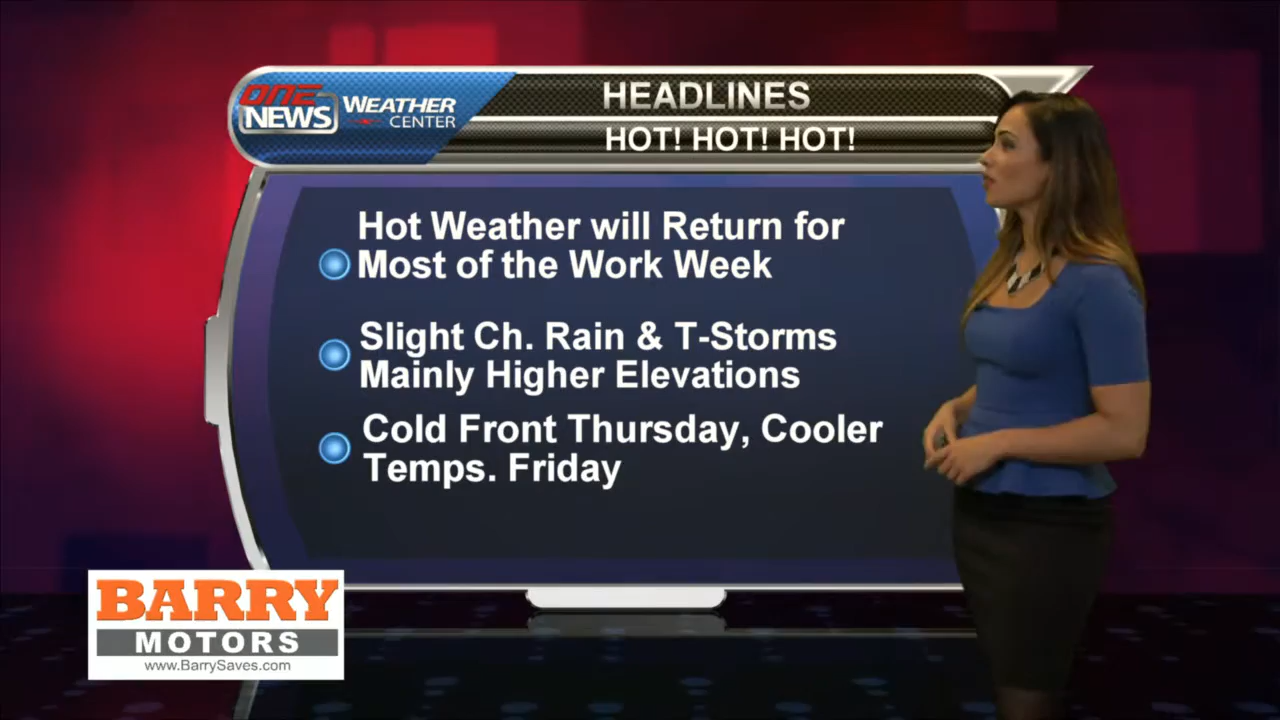 ONE
NEWS
WEATHER
CENTER
HEADLINES
HOT! HOT! HOT!
Hot Weather will Return for
Most of the Work Week
Slight Ch. Rain & T-Storms
Mainly Higher Elevations
Cold Front Thursday, Cooler
Temps. Friday
BARRY
MOTORS
www.BarrySaves.com